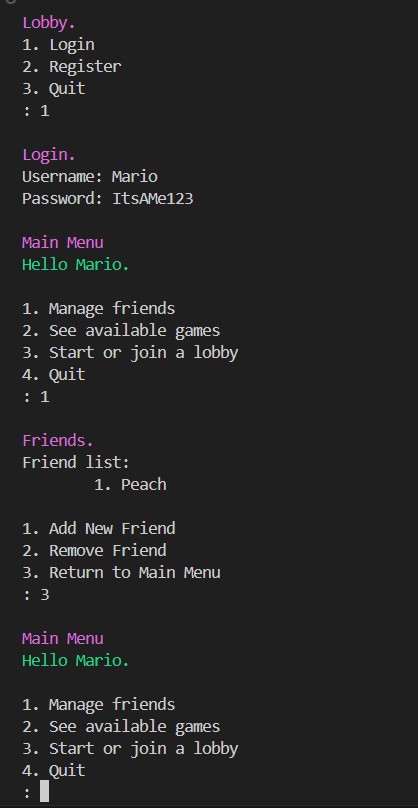 Lobby.
1. Login
2. Register
3. Quit
: 1
Login.
Username: Mario
Password: ItsAMe123
Main Menu
Hello Mario.
1. Manage friends
2. See available games
3. Start or join a lobby
4. Quit
: 1
Friends.
Friend list:
1. Peach
1. Add New Friend
2. Remove Friend
3. Return to Main Menu
: 3
Main Menu
Hello Mario.
1. Manage friends
2. See available games
3. Start or join a lobby
4. Quit
: